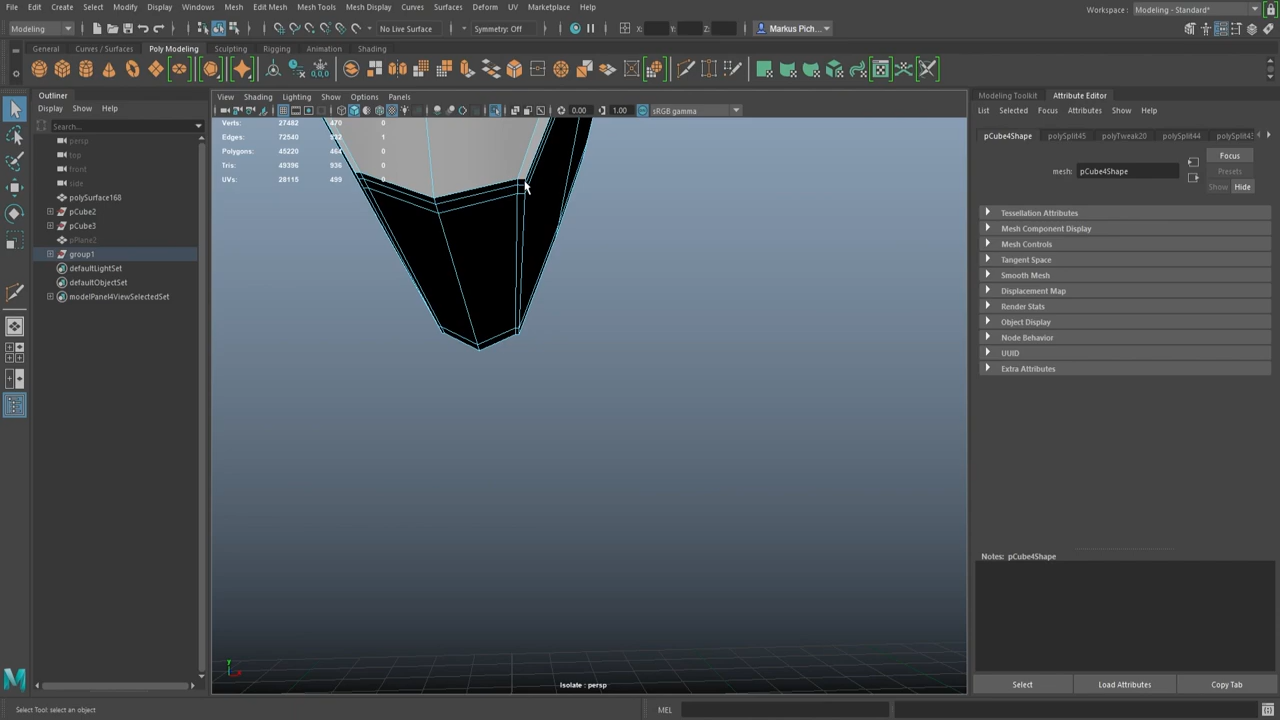 File Edit Create Select Modify Display Windows Mesh Edit Mesh Mesh Tools Mesh Display Curves Surfaces Deform UV Marketplace Help
Workspace : Modeling - Standard*
Modeling No Live Surface Symmetry: Off X: Y: Z: Markus Pich...
General Curves / Surfaces Poly Modeling Sculpting Rigging Animation Shading
Outliner
Display Show Help
Search...
persp
top
front
side
polySurface168
pCube2
pCube3
pPlane2
group1
defaultLightSet
defaultObjectSet
modelPanel4ViewSelectedSet
View Shading Lighting Show Options Panels
0.00 1.00 sRGB gamma
Verts: 27482 470 0
Edges: 72540 932 1
Polygons: 45220 464 0
Tris: 49396 936 0
UVs: 28115 499 0
Isolate : persp
y
x
Modeling Toolkit Attribute Editor
List Selected Focus Attributes Show Help
pCube4Shape polySplit45 polyTweak20 polySplit44
Focus
mesh: pCube4Shape
Presets
Show Hide
Tessellation Attributes
Mesh Component Display
Mesh Controls
Tangent Space
Smooth Mesh
Displacement Map
Render Stats
Object Display
Node Behavior
UUID
Extra Attributes
Notes: pCube4Shape
Select Load Attributes Copy Tab
Select Tool: select an object
MEL